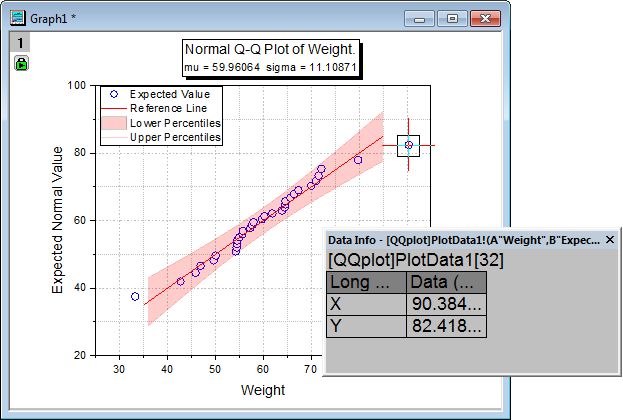 Graph1 *
1
Normal Q-Q Plot of Weight.
mu = 59.96064 sigma = 11.10871
Expected Value
Reference Line
Lower Percentiles
Upper Percentiles
100
80
60
40
20
Expected Normal Value
30
40
50
60
70
Weight
Data Info - [QQplot]PlotData1!(A"Weight",B"Expec...
[QQplot]PlotData1[32]
Long ... Data (...
X 90.384...
Y 82.418...